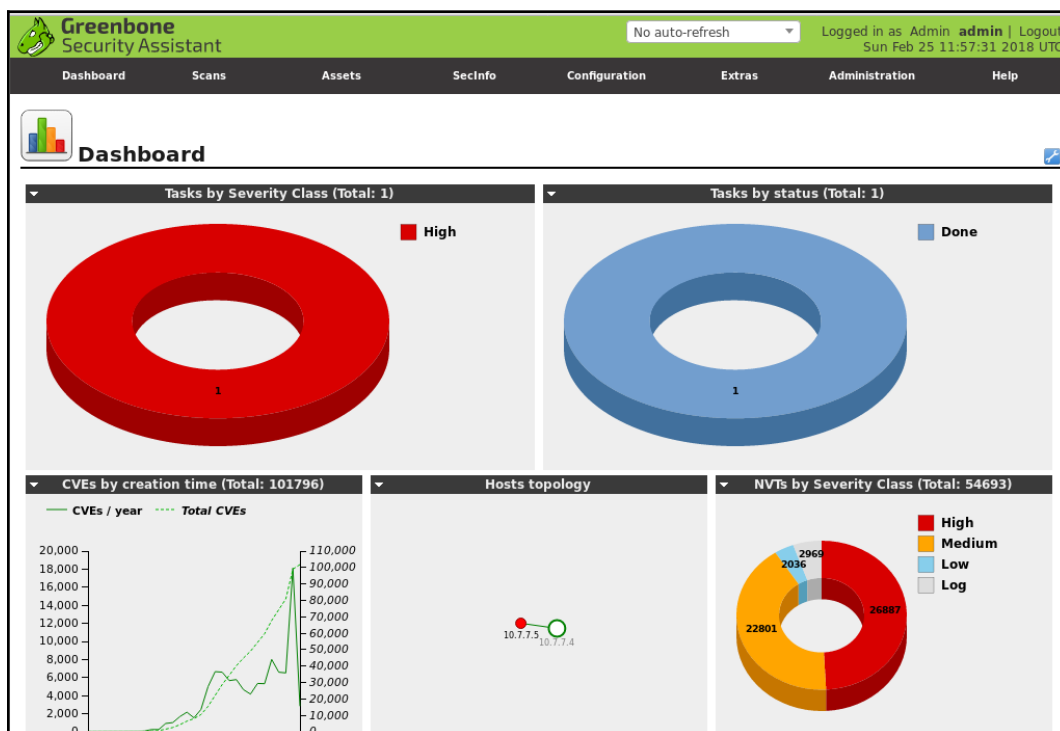 Greenbone
Security Assistant
No auto-refresh
Logged in as Admin admin | Logout
Sun Feb 25 11:57:31 2018 UTC
Dashboard Scans Assets SecInfo Configuration Extras Administration Help
Dashboard
Tasks by Severity Class (Total: 1)
High
1
Tasks by status (Total: 1)
Done
1
CVEs by creation time (Total: 101796)
CVEs / year Total CVEs
20,000 110,000
18,000 100,000
16,000 90,000
14,000 80,000
12,000 70,000
10,000 60,000
8,000 50,000
6,000 40,000
4,000 30,000
2,000 20,000
0 10,000
0
Hosts topology
10.7.7.5
10.7.7.4
NVTs by Severity Class (Total: 54693)
High
Medium
Low
Log
2969
2036
26887
22801